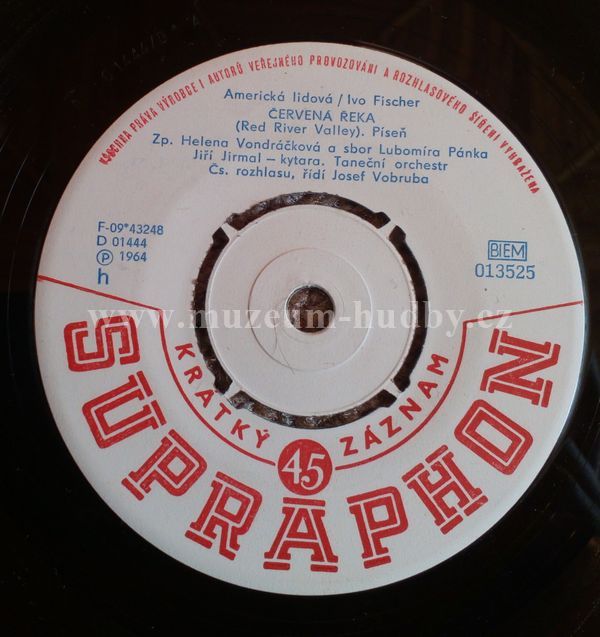 VŠECHNA PRÁVA VÝROBCE I AUTORŮ VEŘEJNÉHO PROVOZOVÁNÍ A ROZHLASOVÉHO ŠÍŘENÍ VYHRAŽENA
Americká lidová / Ivo Fischer
ČERVENÁ ŘEKA
(Red River Valley). Píseň
Zp. Helena Vondráčková a sbor Lubomíra Pánka
Jiří Jirmal – kytara. Taneční orchestr
Čs. rozhlasu, řídí Josef Vobruba
F-09*43248
D 01444
Ⓟ 1964
h
BIEM
013525
www.muzeum-hudby.cz
KRATKÝ ZÁZNAM
45
SUPRAPHON